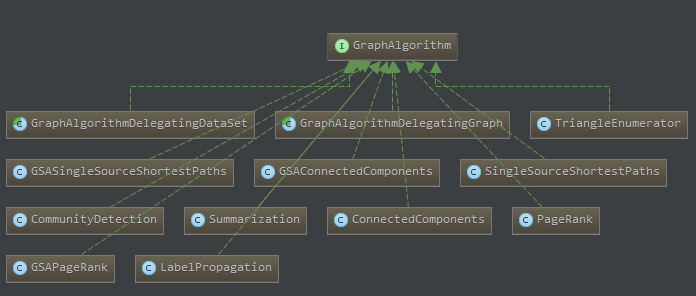 I GraphAlgorithm
C GraphAlgorithmDelegatingDataSet C GraphAlgorithmDelegatingGraph C TriangleEnumerator
C GSASingleSourceShortestPaths C GSAConnectedComponents C SingleSourceShortestPaths
C CommunityDetection C Summarization C ConnectedComponents C PageRank
C GSAPageRank C LabelPropagation